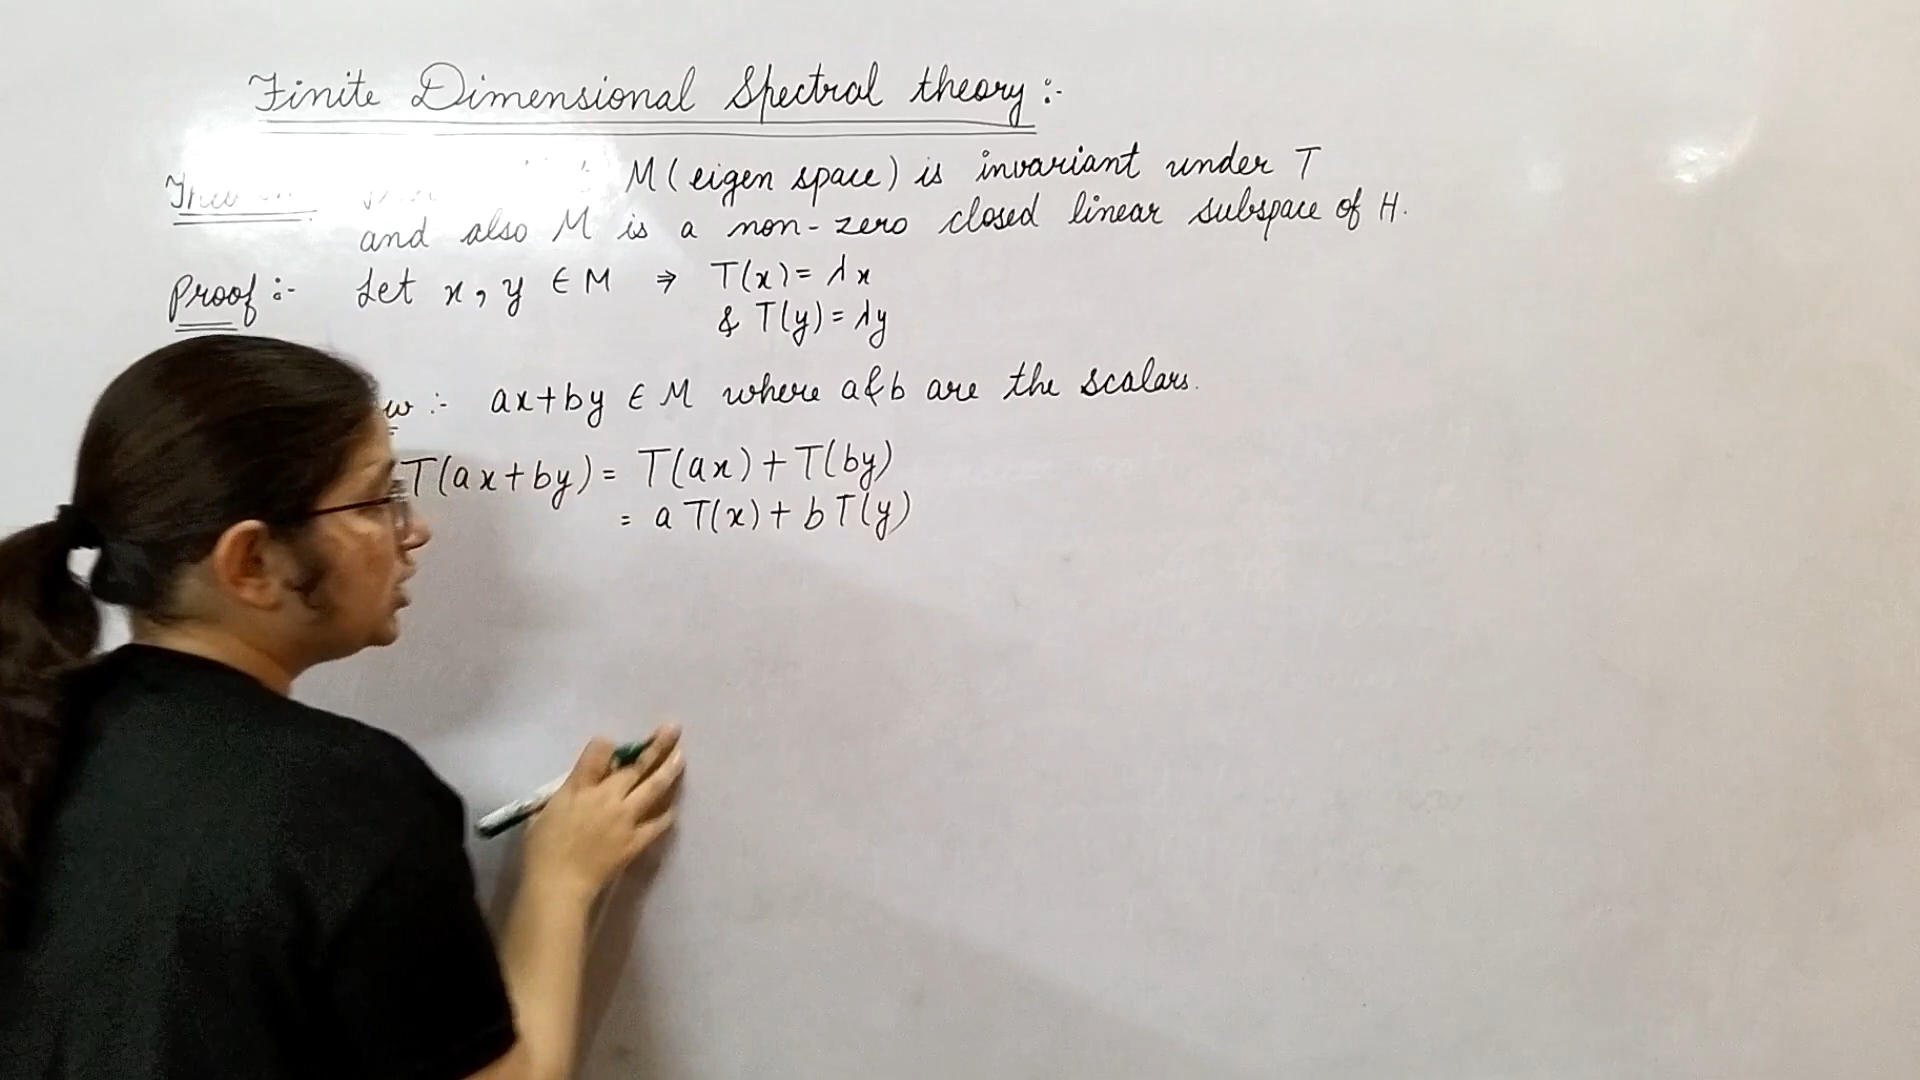 Finite Dimensional Spectral theory :-
M (eigen space) is invariant under T
and also M is a non-zero closed linear subspace of H.
Proof :- Let x, y ∈ M ⇒ T(x) = λx
& T(y) = λy
:- ax+by ∈ M where a & b are the scalars.
T(ax+by) = T(ax) + T(by)
= a T(x) + b T(y)